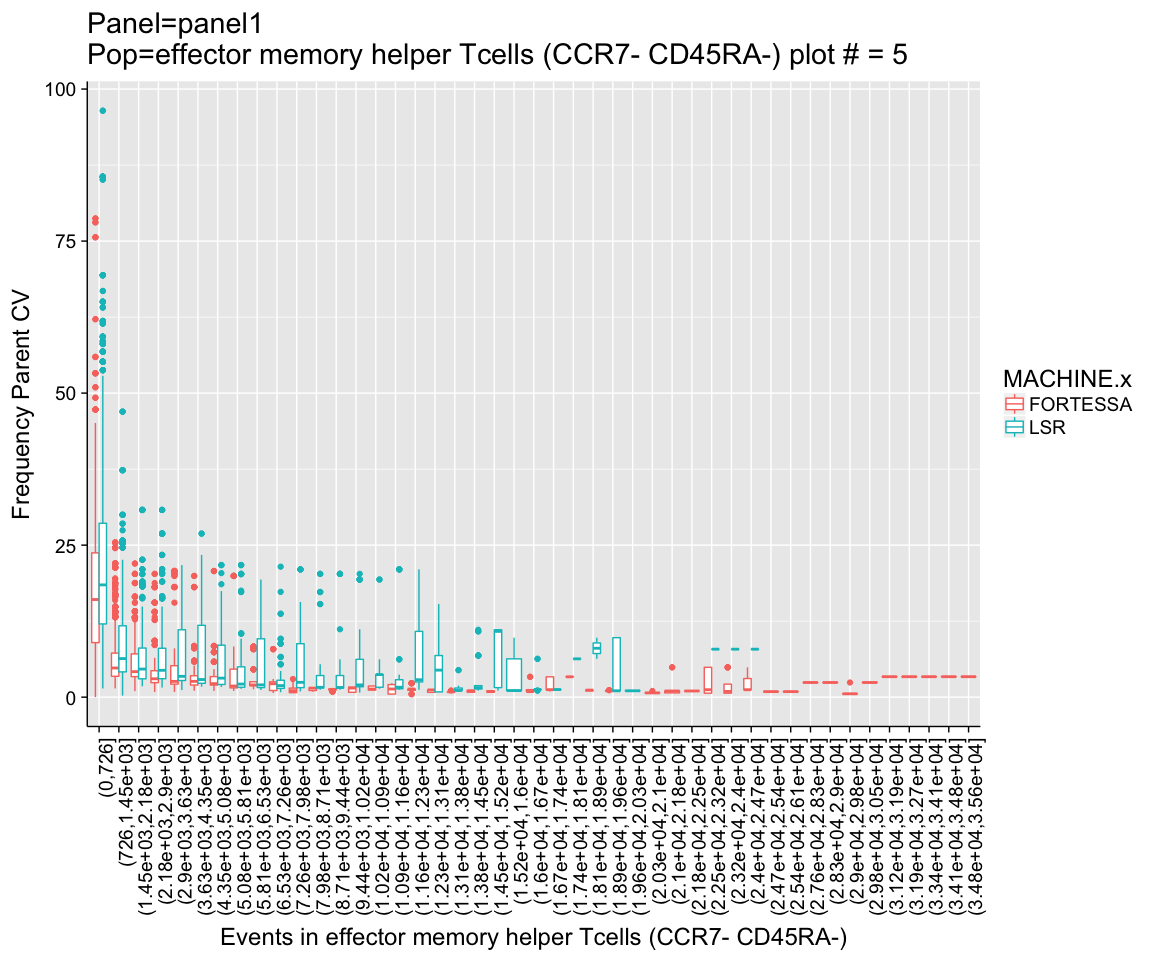 Panel=panel1
Pop=effector memory helper Tcells (CCR7- CD45RA-) plot # = 5
100
75
50
25
0
Frequency Parent CV
(0,726]
(726,1.45e+03]
(1.45e+03,2.18e+03]
(2.18e+03,2.9e+03]
(2.9e+03,3.63e+03]
(3.63e+03,4.35e+03]
(4.35e+03,5.08e+03]
(5.08e+03,5.81e+03]
(5.81e+03,6.53e+03]
(6.53e+03,7.26e+03]
(7.26e+03,7.98e+03]
(7.98e+03,8.71e+03]
(8.71e+03,9.44e+03]
(9.44e+03,1.02e+04]
(1.02e+04,1.09e+04]
(1.09e+04,1.16e+04]
(1.16e+04,1.23e+04]
(1.23e+04,1.31e+04]
(1.31e+04,1.38e+04]
(1.38e+04,1.45e+04]
(1.45e+04,1.52e+04]
(1.52e+04,1.6e+04]
(1.6e+04,1.67e+04]
(1.67e+04,1.74e+04]
(1.74e+04,1.81e+04]
(1.81e+04,1.89e+04]
(1.89e+04,1.96e+04]
(1.96e+04,2.03e+04]
(2.03e+04,2.1e+04]
(2.1e+04,2.18e+04]
(2.18e+04,2.25e+04]
(2.25e+04,2.32e+04]
(2.32e+04,2.4e+04]
(2.4e+04,2.47e+04]
(2.47e+04,2.54e+04]
(2.54e+04,2.61e+04]
(2.76e+04,2.83e+04]
(2.83e+04,2.9e+04]
(2.9e+04,2.98e+04]
(2.98e+04,3.05e+04]
(3.12e+04,3.19e+04]
(3.19e+04,3.27e+04]
(3.34e+04,3.41e+04]
(3.41e+04,3.48e+04]
(3.48e+04,3.56e+04]
Events in effector memory helper Tcells (CCR7- CD45RA-)
MACHINE.x
FORTESSA
LSR